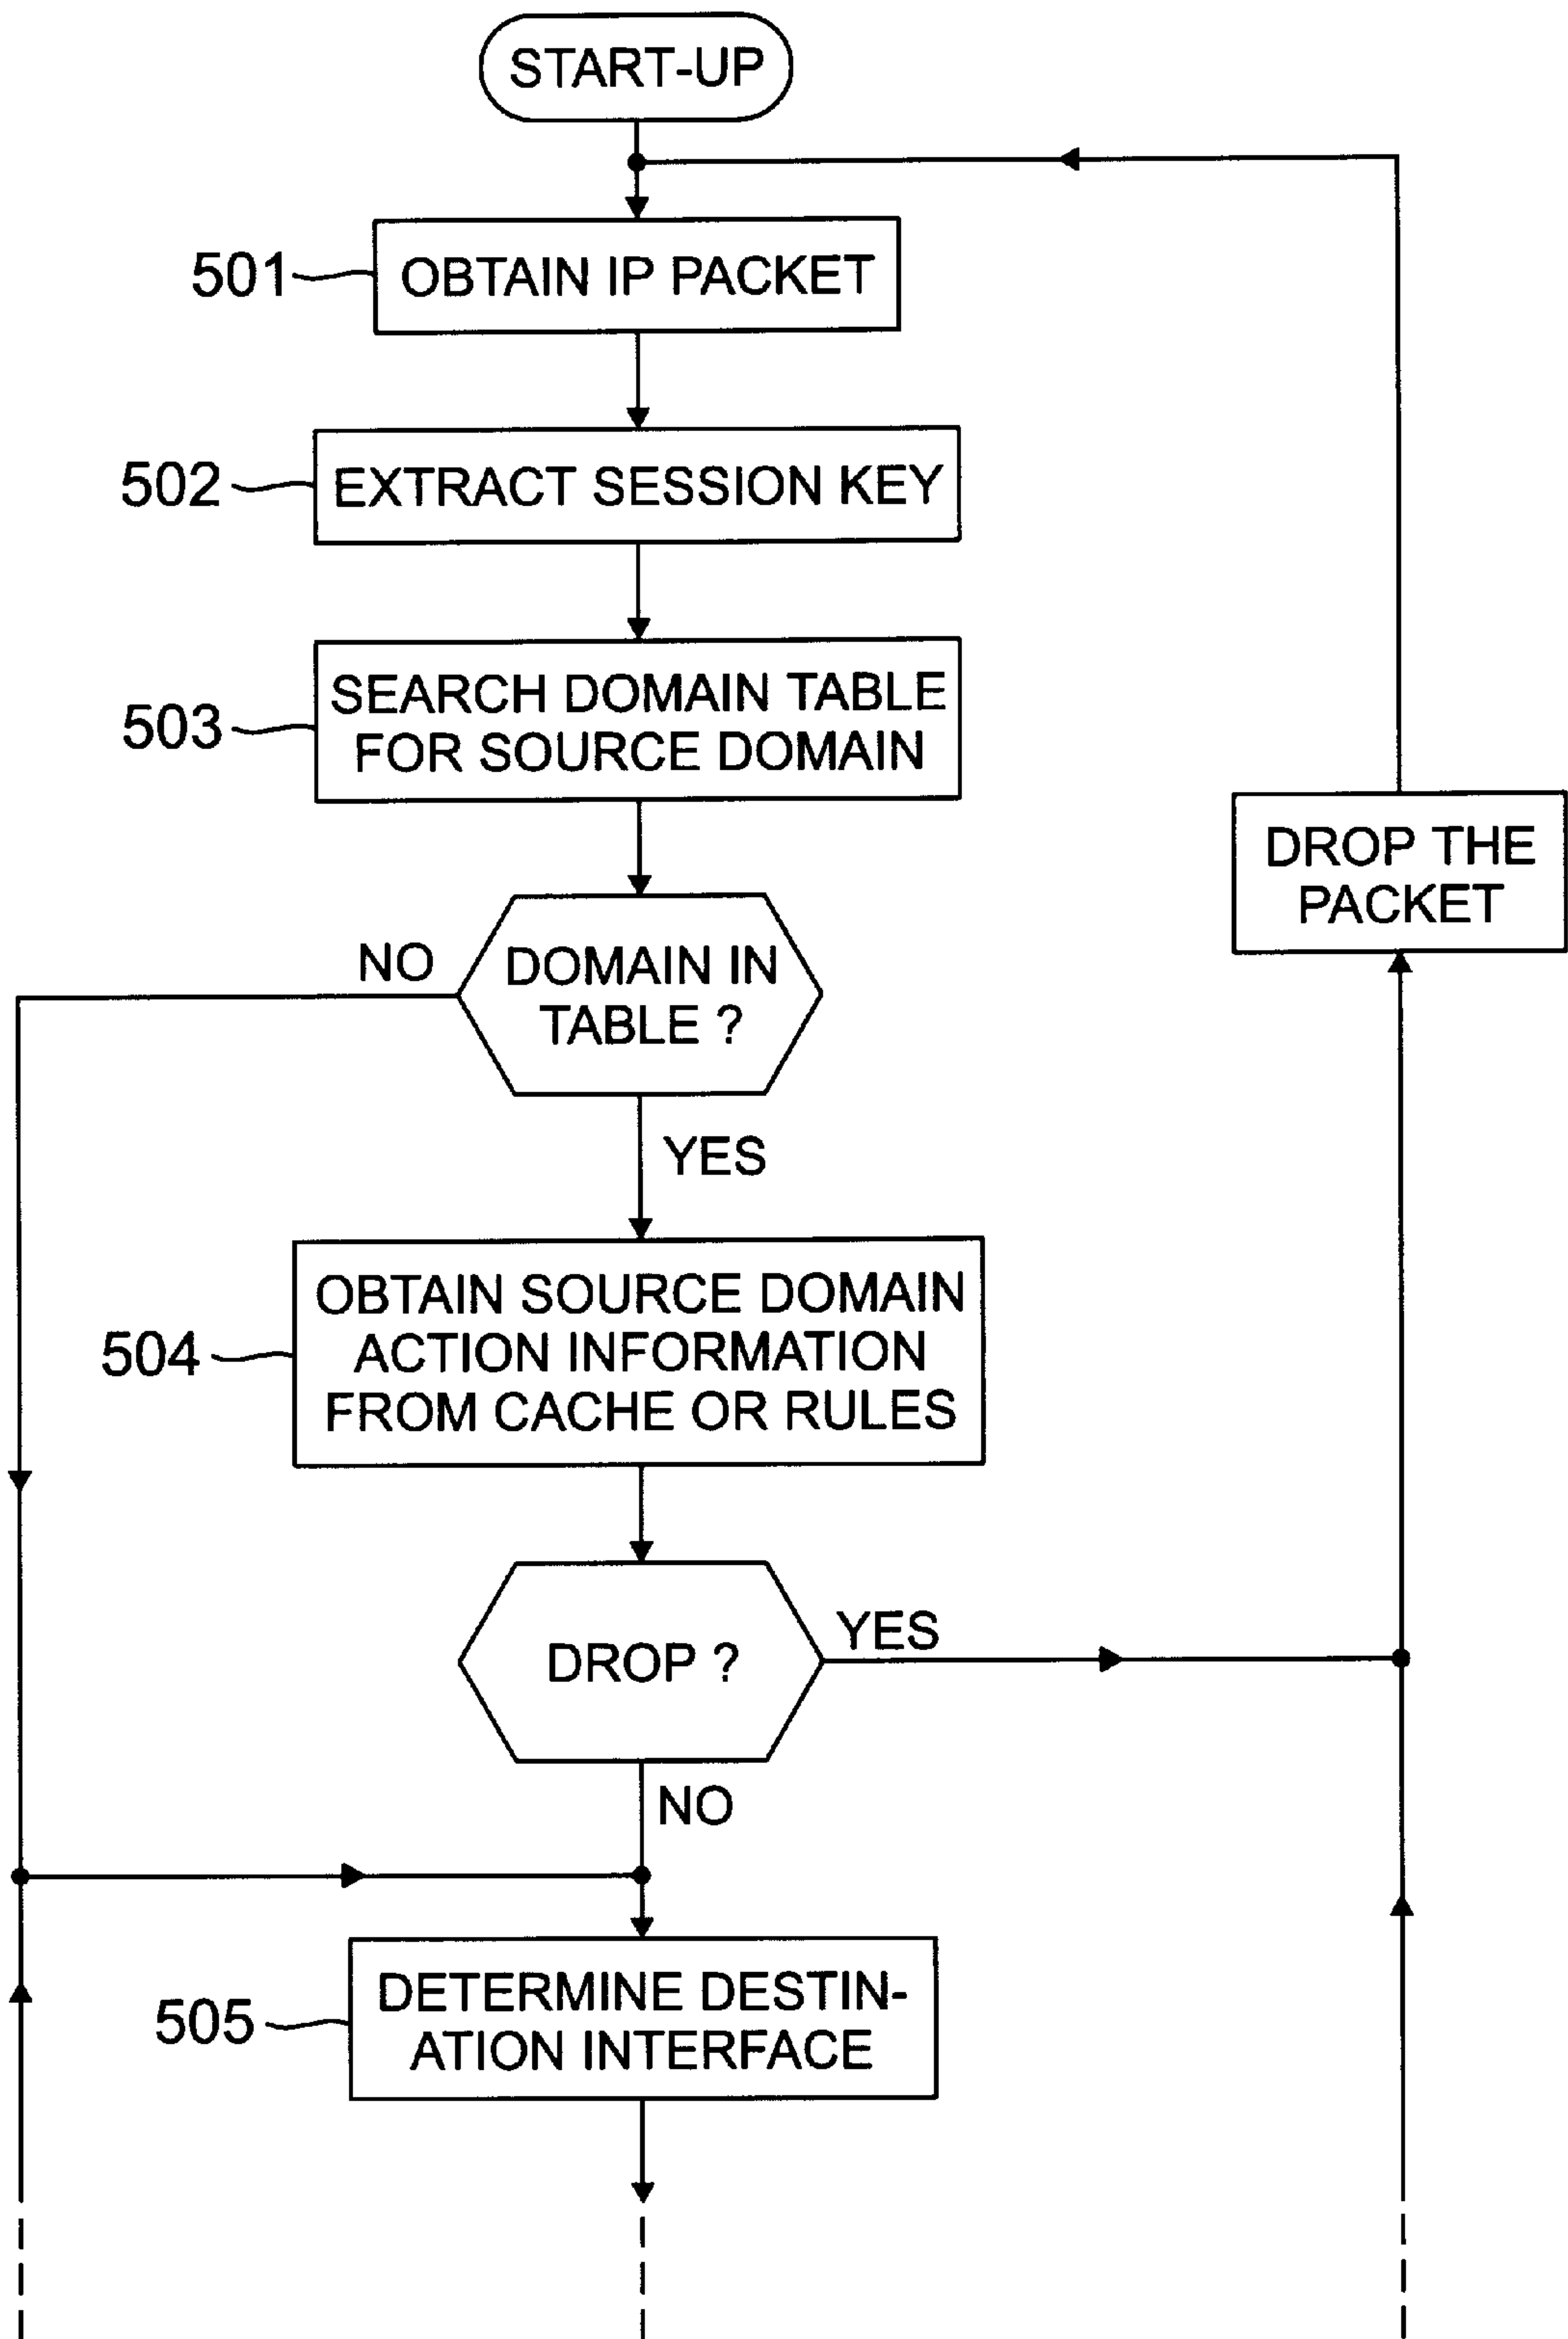 START-UP
501
OBTAIN IP PACKET
502
EXTRACT SESSION KEY
503
SEARCH DOMAIN TABLE
FOR SOURCE DOMAIN
DROP THE
PACKET
NO
DOMAIN IN
TABLE ?
YES
504
OBTAIN SOURCE DOMAIN
ACTION INFORMATION
FROM CACHE OR RULES
DROP ?
YES
NO
505
DETERMINE DESTIN-
ATION INTERFACE